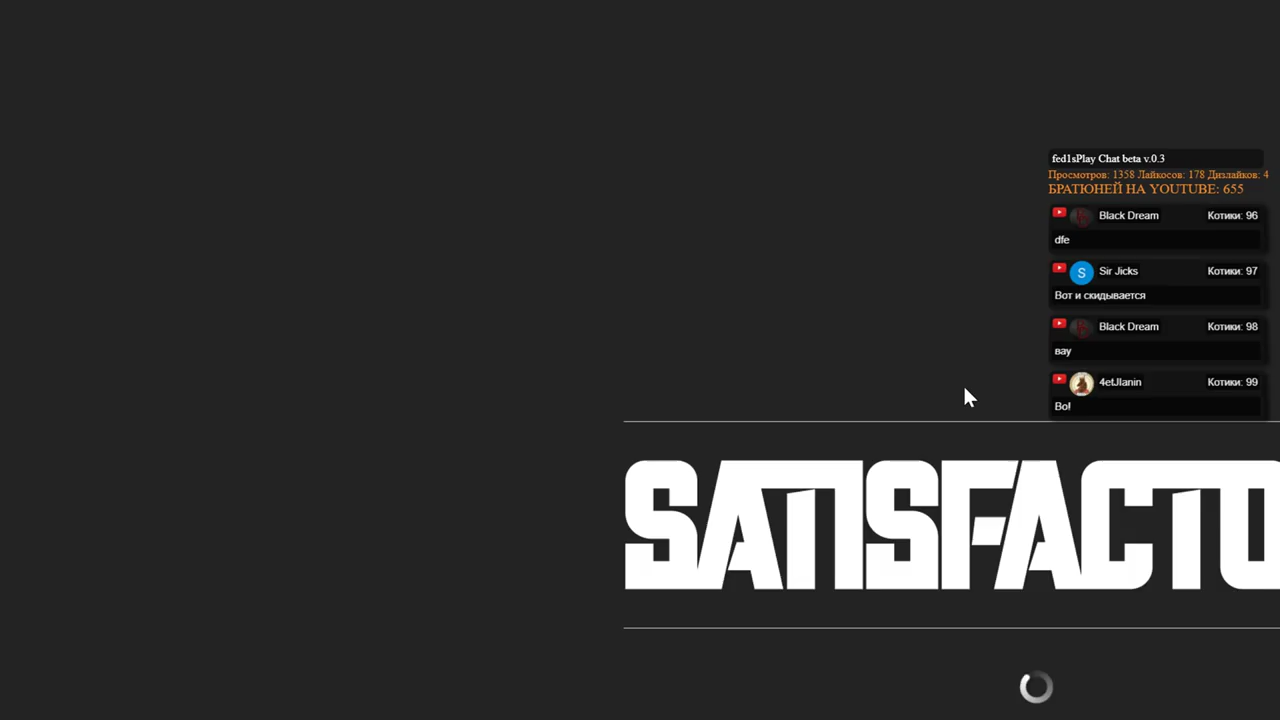 fed1sPlay Chat beta v.0.3
Просмотров: 1358 Лайкосов: 178 Дизлайков: 4
БРАТЮНЕЙ НА YOUTUBE: 655
Black Dream Котики: 96
dfe
S Sir Jicks Котики: 97
Вот и скидывается
Black Dream Котики: 98
вау
4etJIanin Котики: 99
Во!
SATISFACTO